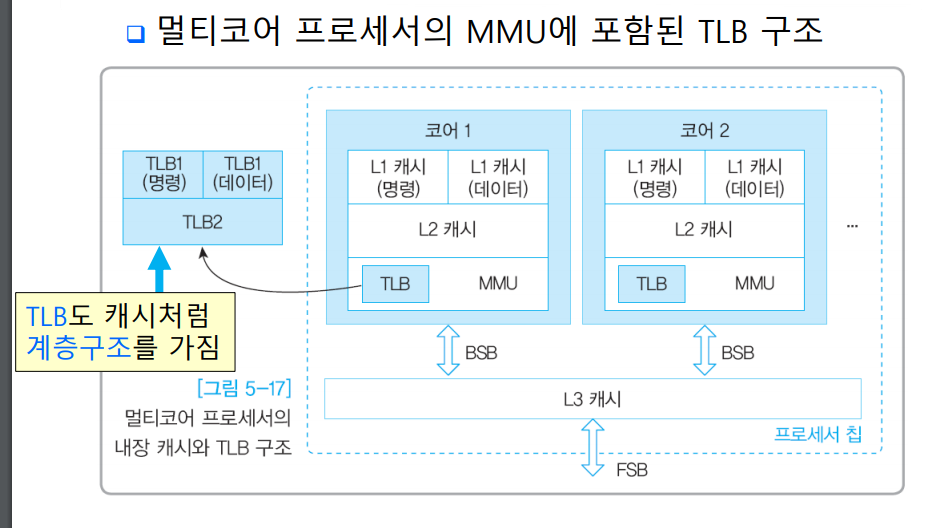 멀티코어 프로세서의 MMU에 포함된 TLB 구조
TLB1
(명령)
TLB1
(데이터)
TLB2
TLB도 캐시처럼
계층구조를 가짐
[그림 5-17]
멀티코어 프로세서의
내장 캐시와 TLB 구조
코어 1
L1 캐시
(명령)
L1 캐시
(데이터)
L2 캐시
TLB
MMU
BSB
코어 2
L1 캐시
(명령)
L1 캐시
(데이터)
L2 캐시
TLB
MMU
BSB
...
L3 캐시
프로세서 칩
FSB